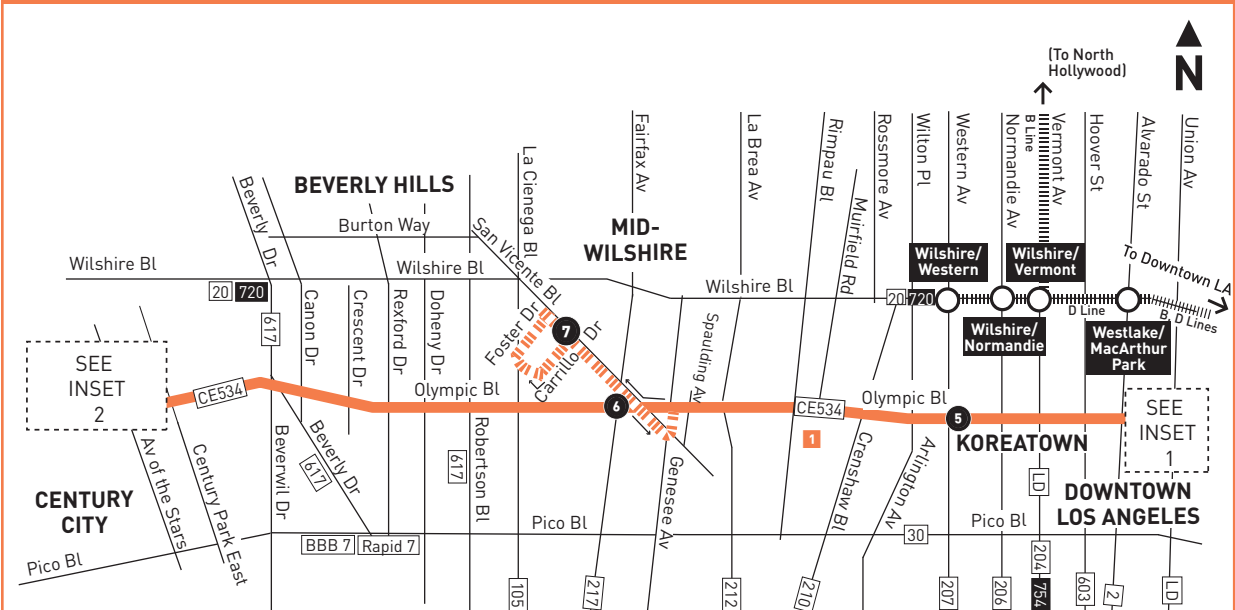 (To North
Hollywood)
N
B Line
Fairfax Av
La Brea Av
Rimpau Bl
Rossmore Av
Wilton Pl
Western Av
Normandie Av
Vermont Av
Hoover St
Alvarado St
Union Av
La Cienega Bl
Muirfield Rd
Beverly Dr
BEVERLY HILLS
Burton Way
San Vicente Bl
MID-
WILSHIRE
Wilshire/
Western
Wilshire/
Vermont
To Downtown LA
Wilshire Bl
Wilshire Bl
Wilshire Bl
20
720
20
720
D Line
B, D Lines
Wilshire/
Normandie
Westlake/
MacArthur
Park
617
Canon Dr
Crescent Dr
Rexford Dr
Doheny Dr
Foster Dr
7
Carrillo Dr
Spaulding Av
SEE
INSET
2
CE534
Olympic Bl
6
CE534
Olympic Bl
5
SEE
INSET
1
1
KOREATOWN
Av of the Stars
Century Park East
Beverwil Dr
Beverly Dr
617
617
Robertson Bl
Genesee Av
Crenshaw Bl
Arlington Av
LD
CENTURY
CITY
DOWNTOWN
LOS ANGELES
Pico Bl
BBB 7
Rapid 7
Pico Bl
30
Pico Bl
105
217
212
210
207
206
204
754
603
2
LD